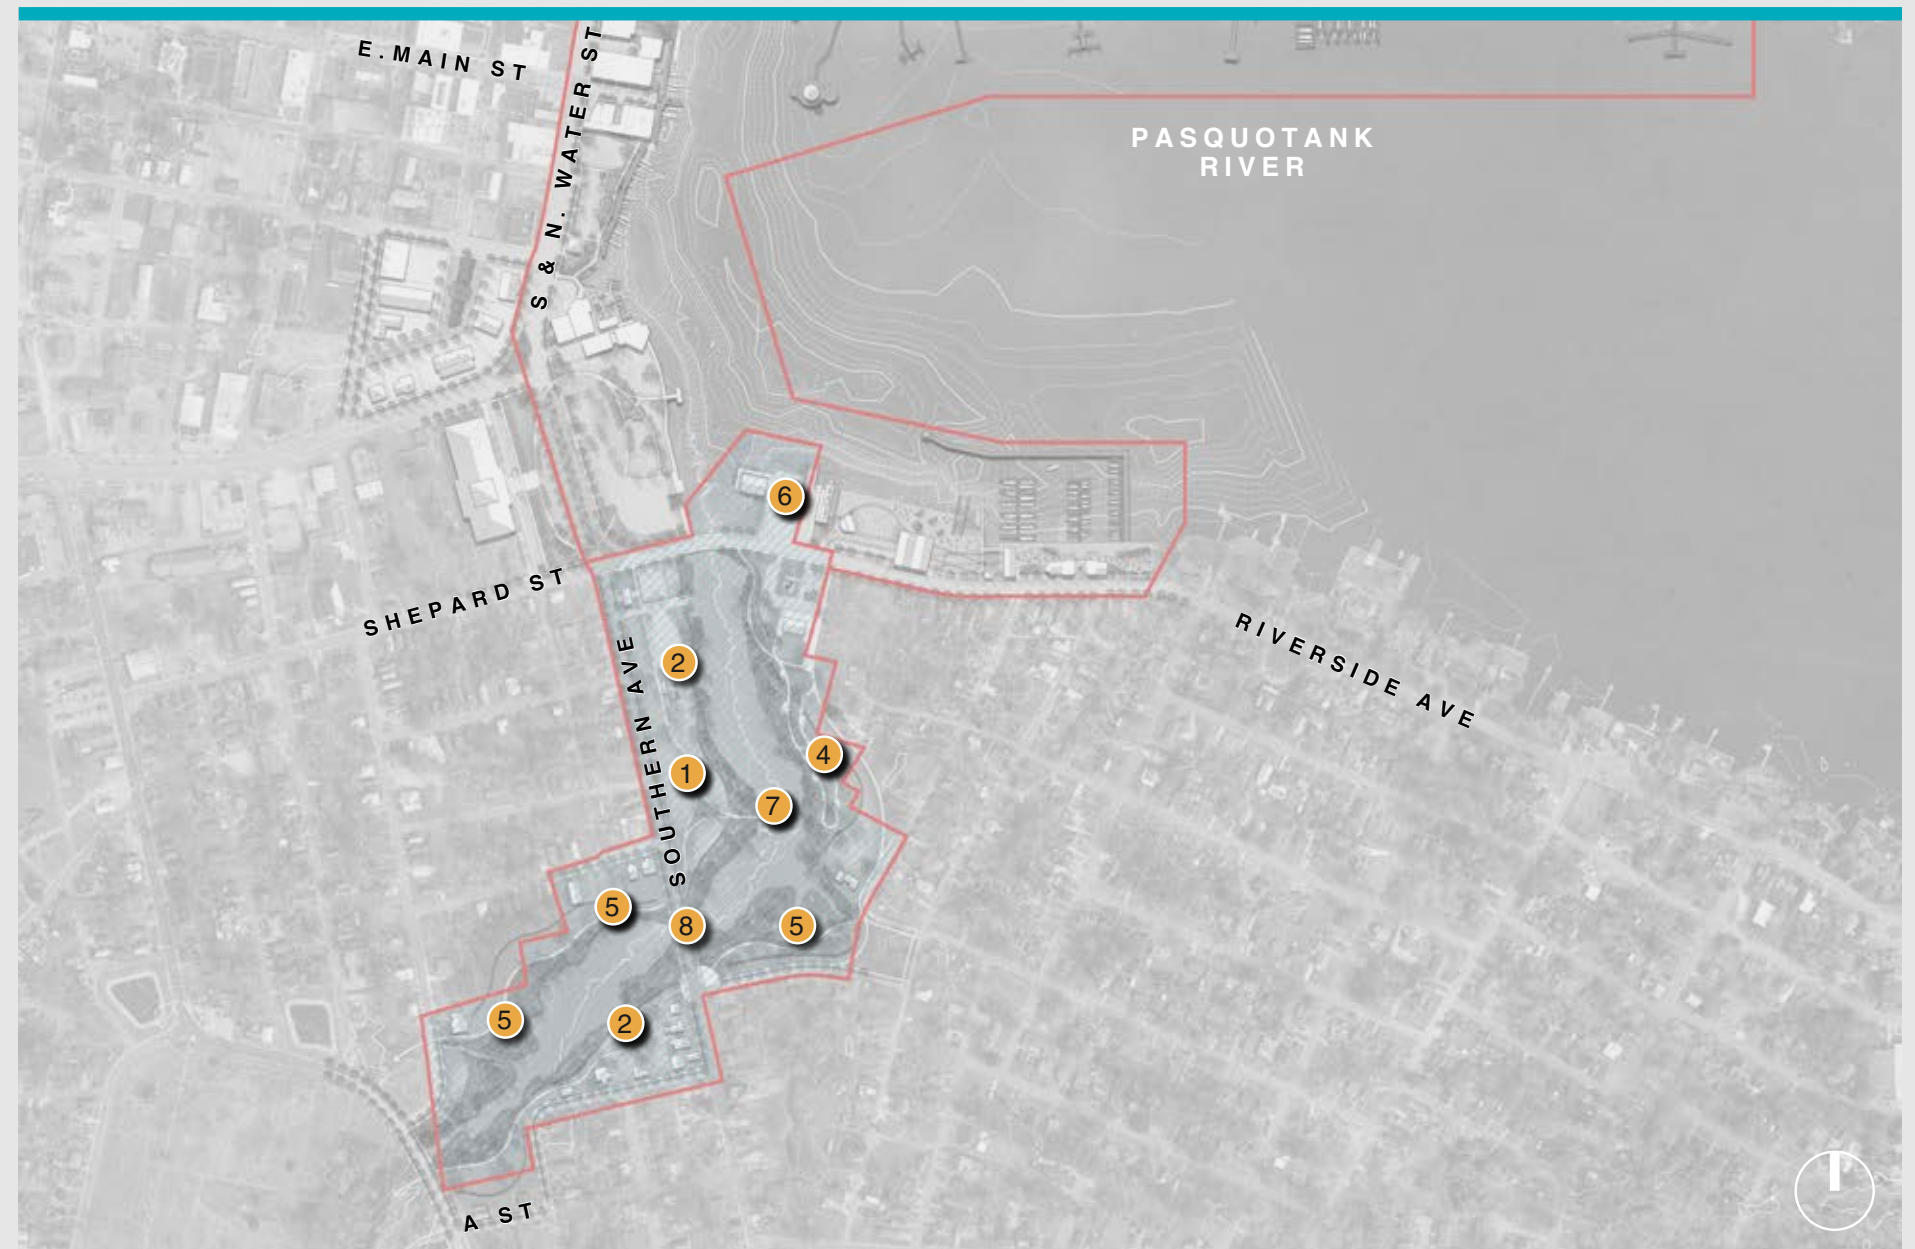 E. MAIN ST
S & N. WATER ST
PASQUOTANK
RIVER
6
SHEPARD ST
RIVERSIDE AVE
SOUTHERN AVE
2
4
1
7
5
8
5
5
2
A ST